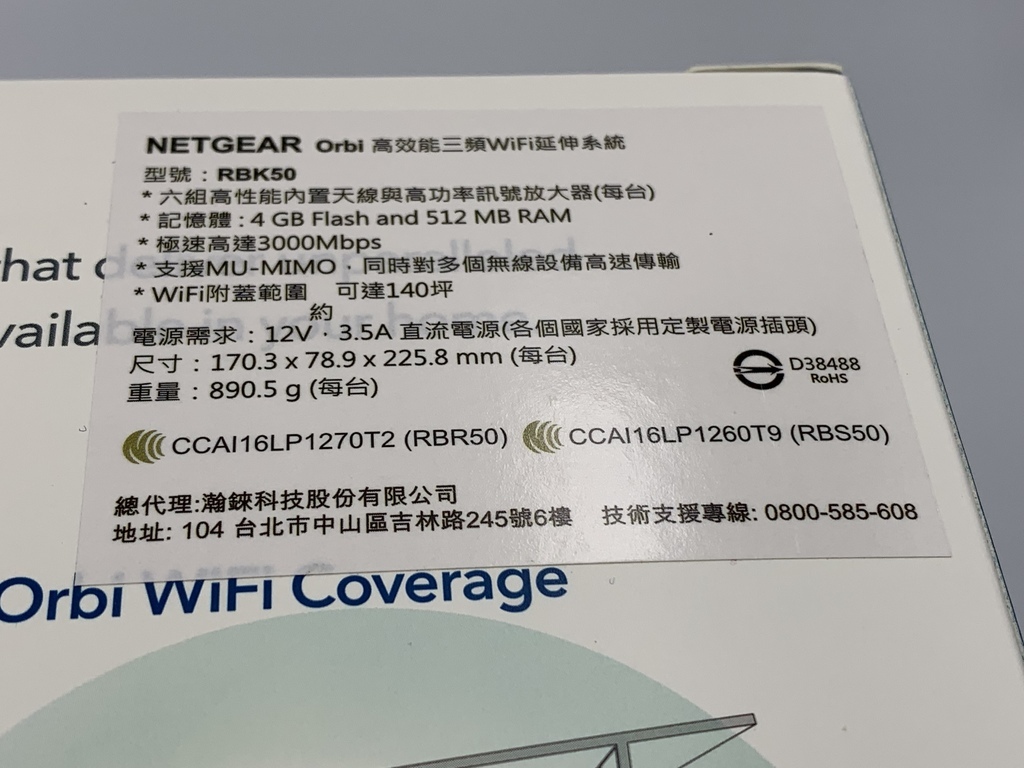 NETGEAR Orbi 高效能三頻WiFi延伸系統
型號：RBK50
* 六組高性能內置天線與高功率訊號放大器(每台)
* 記憶體：4 GB Flash and 512 MB RAM
* 極速高達3000Mbps
* 支援MU-MIMO，同時對多個無線設備高速傳輸
* WiFi附蓋範圍 可達140坪
約
電源需求：12V，3.5A 直流電源(各個國家採用定製電源插頭)
尺寸：170.3 x 78.9 x 225.8 mm (每台)
重量：890.5 g (每台)
D38488
RoHS
CCAI16LP1270T2 (RBR50) CCAI16LP1260T9 (RBS50)
總代理:瀚錸科技股份有限公司
地址: 104 台北市中山區吉林路245號6樓 技術支援專線: 0800-585-608
in your home
Orbi WiFi Coverage